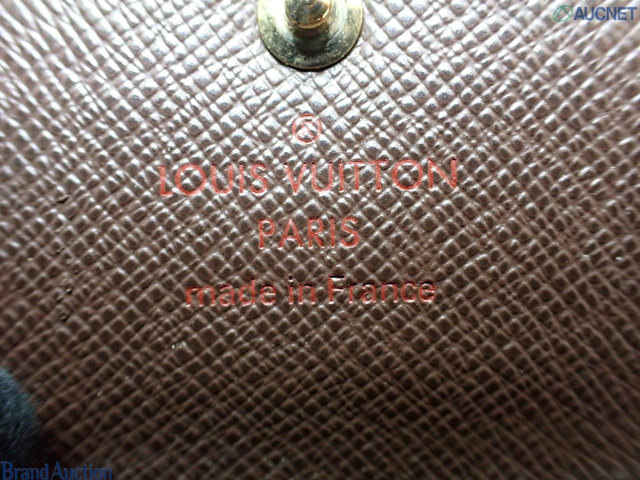 AUCNET
®
LOUIS VUITTON
PARIS
made in France
Brand Auction